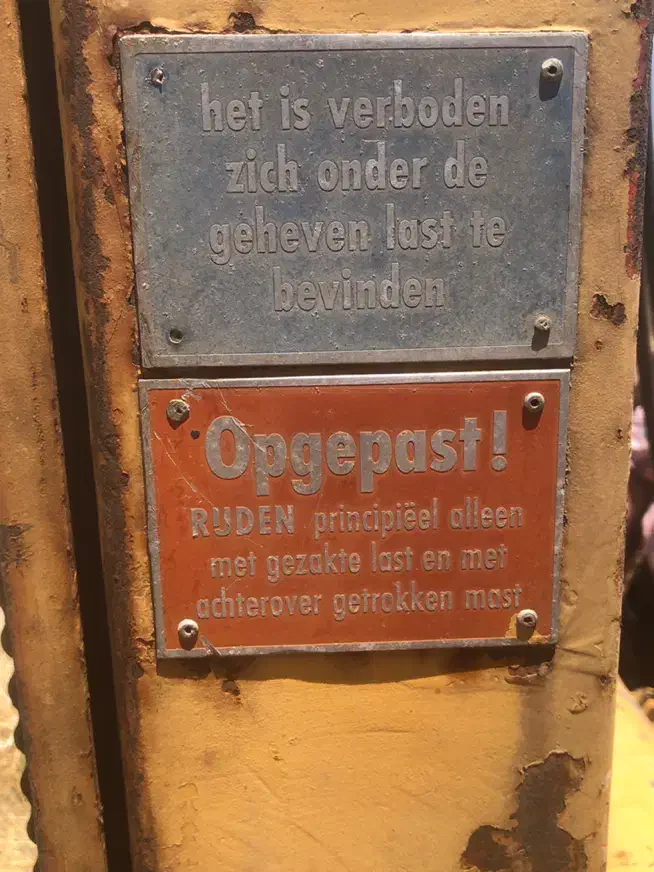 het is verboden
zich onder de
geheven last te
bevinden
Opgepast!
RIJDEN principiëel alleen
met gezakte last en met
achterover getrokken mast